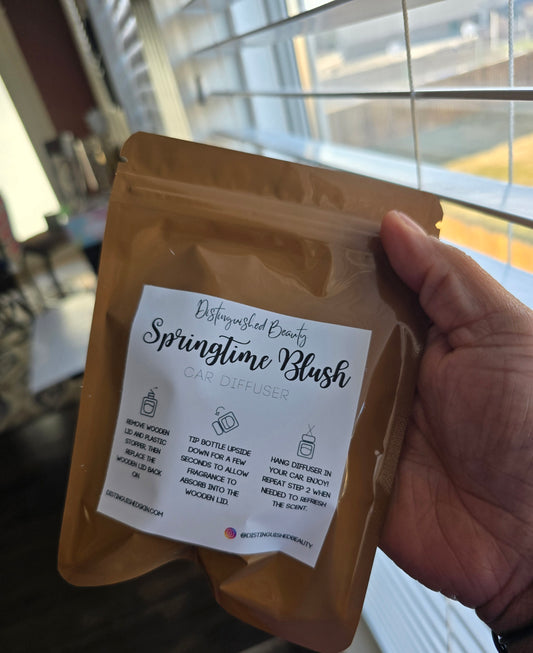 Distinguished Beauty
Springtime Blush
CAR DIFFUSER
REMOVE WOODEN
LID AND PLASTIC
STOPPER, THEN
REPLACE THE
WOODEN LID BACK
ON.
TIP BOTTLE UPSIDE
DOWN FOR A FEW
SECONDS TO ALLOW
FRAGRANCE TO
ABSORB INTO THE
WOODEN LID.
HANG DIFFUSER IN
YOUR CAR. ENJOY!
REPEAT STEP 2 WHEN
NEEDED TO REFRESH
THE SCENT.
DISTINGUISHEDSKIN.COM
@DISTINGUISHEDBEAUTY